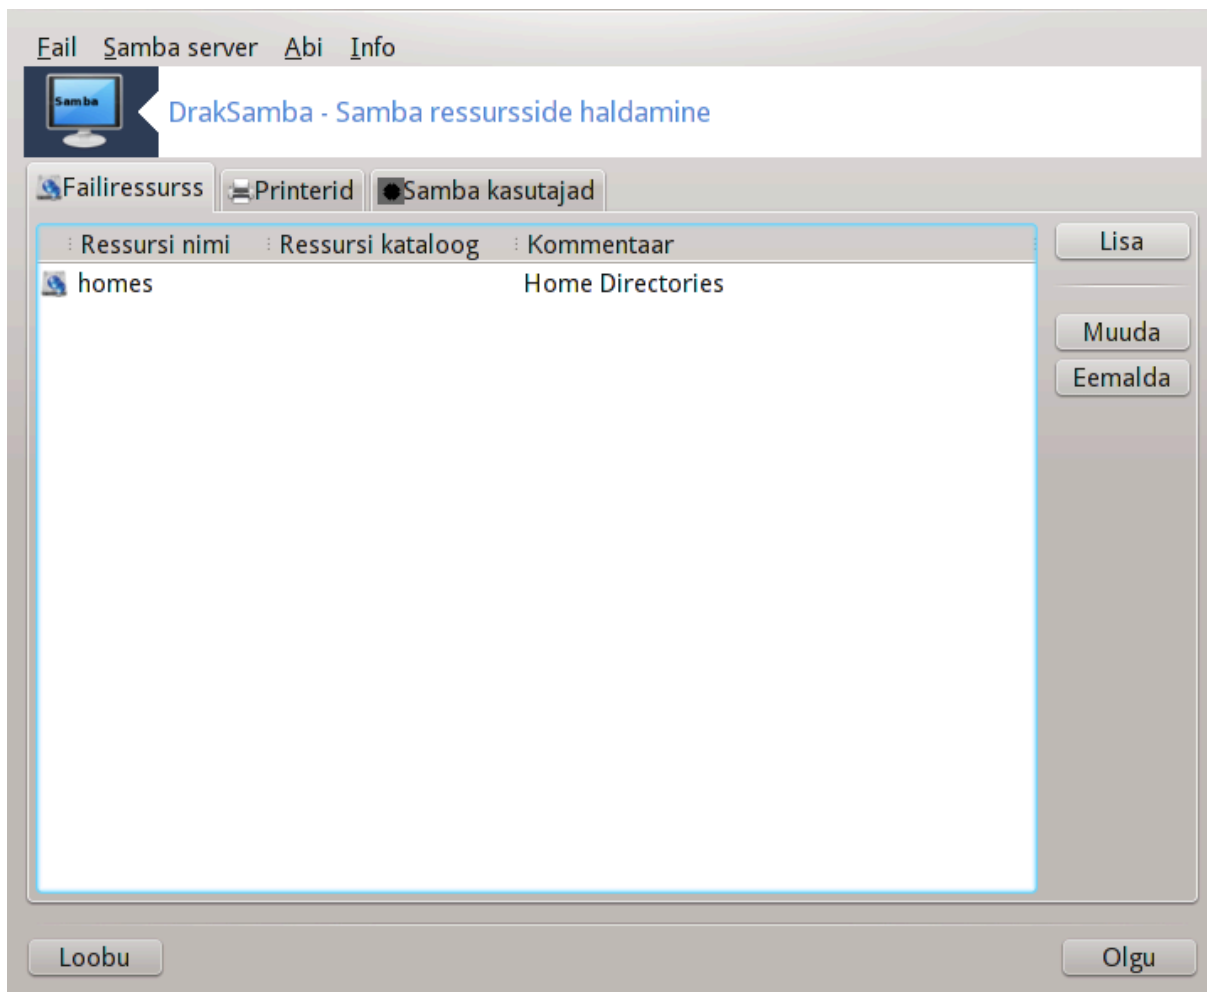 Fail Samba server Abi Info
Samba
DrakSamba - Samba ressursside haldamine
Failiressurss Printerid Samba kasutajad
Ressursi nimi Ressursi kataloog Kommentaar
Lisa
homes Home Directories
Muuda
Eemalda
Loobu Olgu